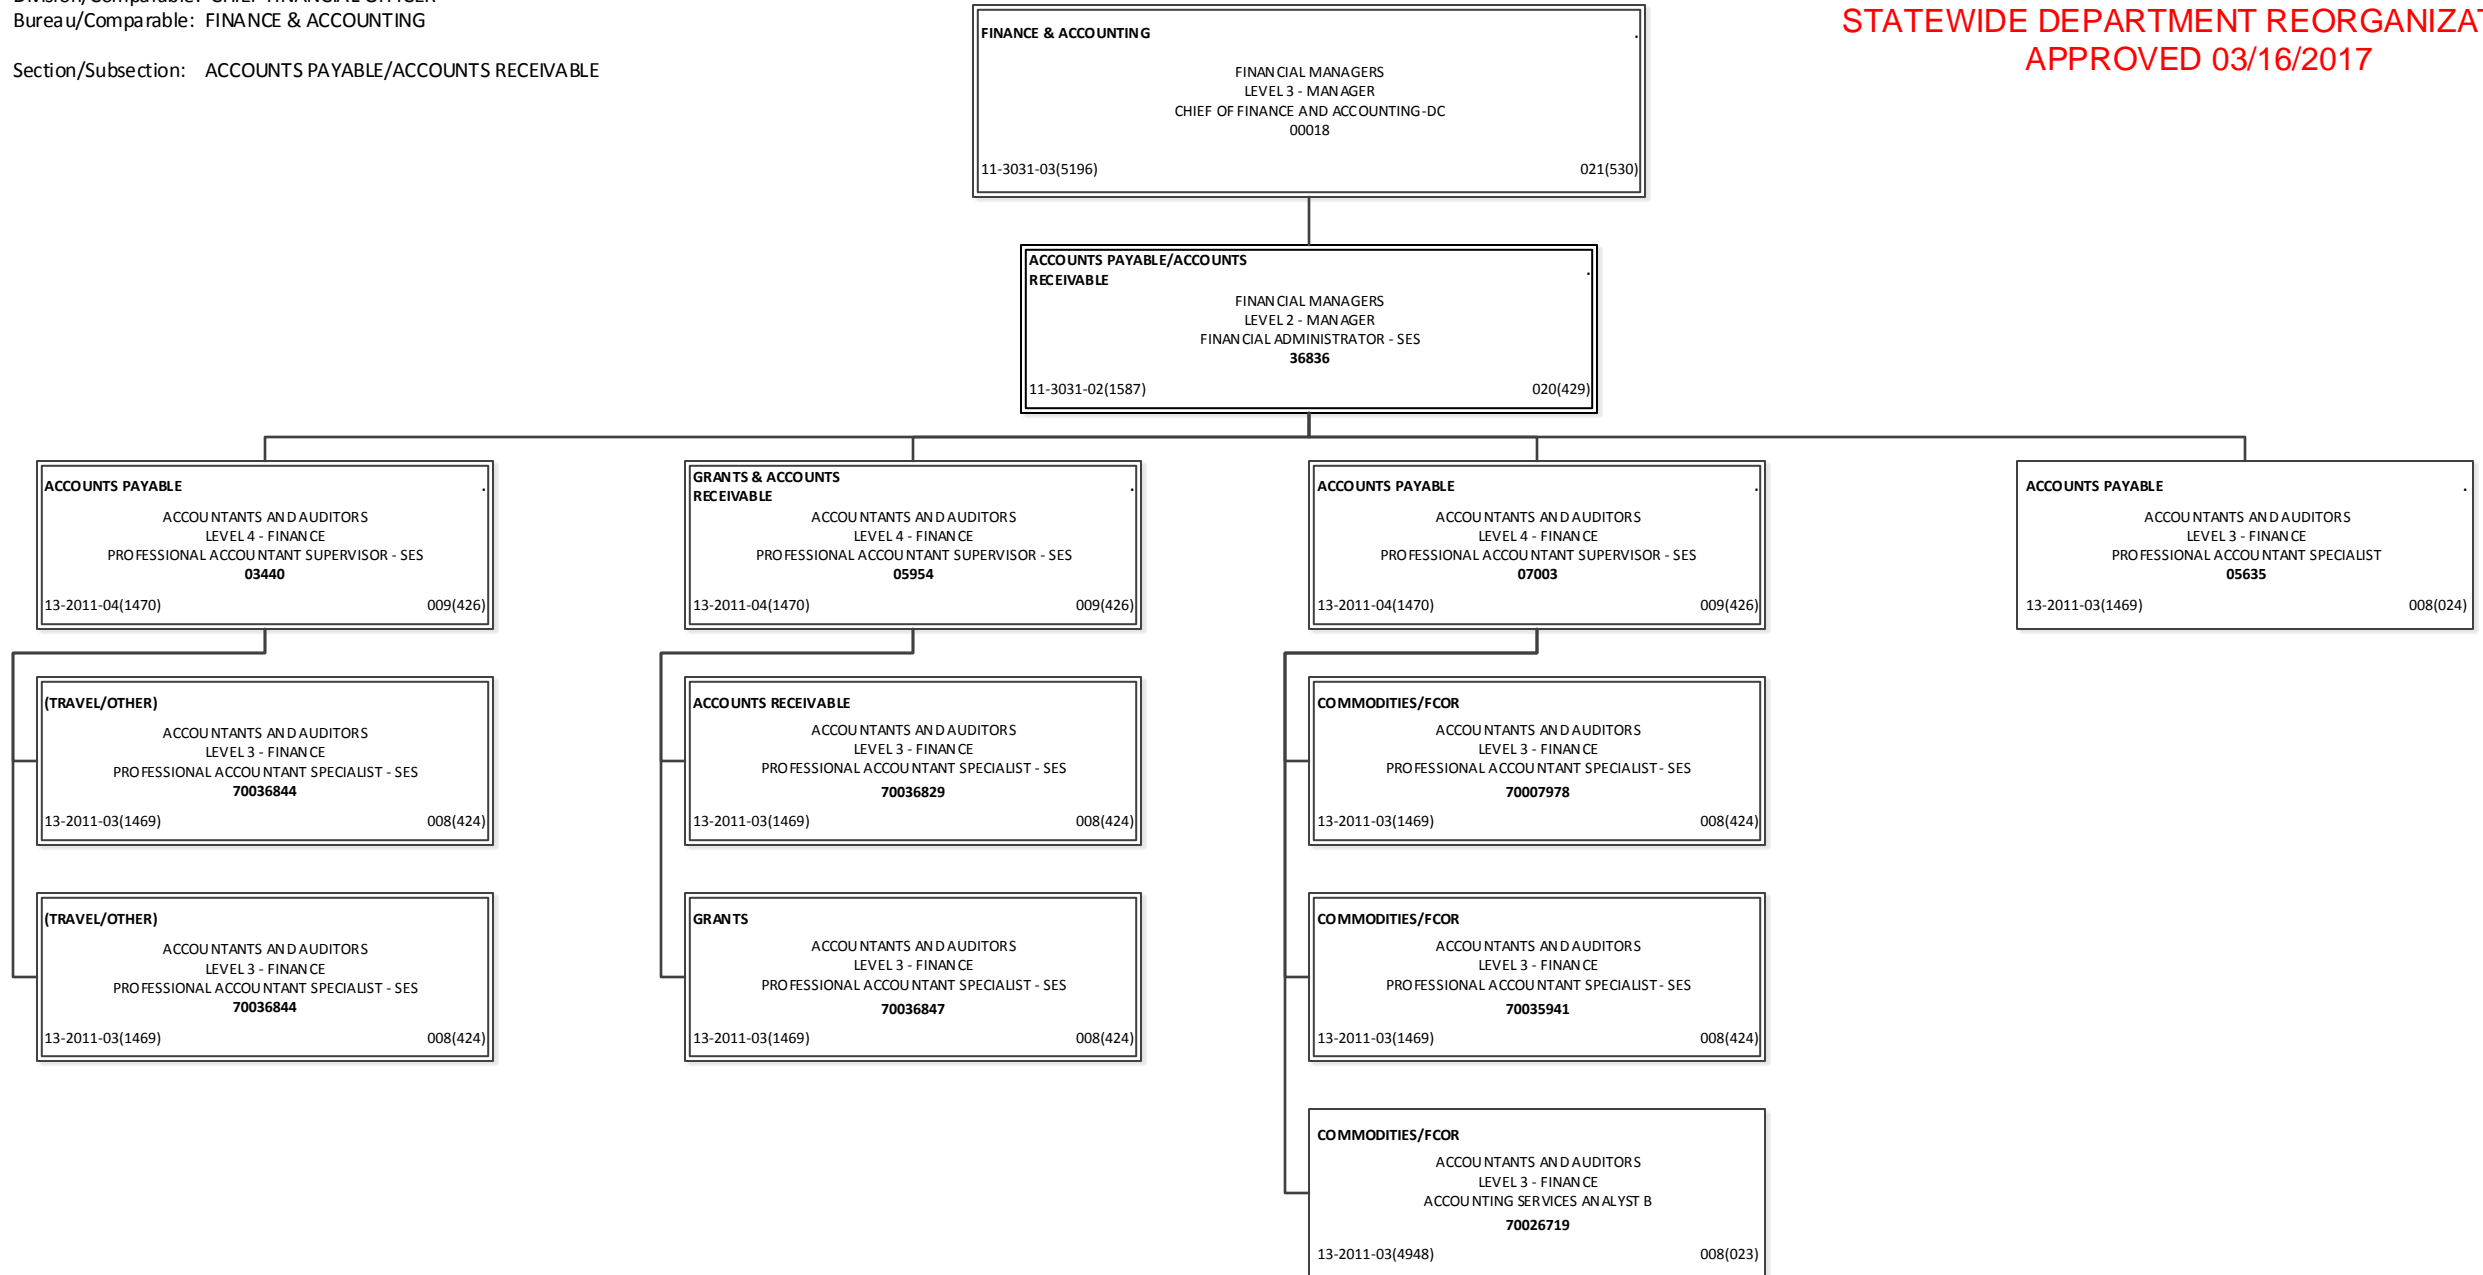 Division/Comparable: CHIEF FINANCIAL OFFICER
Bureau/Comparable: FINANCE & ACCOUNTING
Section/Subsection: ACCOUNTS PAYABLE/ACCOUNTS RECEIVABLE
STATEWIDE DEPARTMENT REORGANIZAT
APPROVED 03/16/2017
FINANCE & ACCOUNTING .
FINANCIAL MANAGERS
LEVEL 3 - MANAGER
CHIEF OF FINANCE AND ACCOUNTING-DC
00018
11-3031-03(5196) 021(530)
ACCOUNTS PAYABLE/ACCOUNTS
RECEIVABLE .
FINANCIAL MANAGERS
LEVEL 2 - MANAGER
FINANCIAL ADMINISTRATOR - SES
36836
11-3031-02(1587) 020(429)
ACCOUNTS PAYABLE .
ACCOUNTANTS AND AUDITORS
LEVEL 4 - FINANCE
PROFESSIONAL ACCOUNTANT SUPERVISOR - SES
03440
13-2011-04(1470) 009(426)
GRANTS & ACCOUNTS
RECEIVABLE .
ACCOUNTANTS AND AUDITORS
LEVEL 4 - FINANCE
PROFESSIONAL ACCOUNTANT SUPERVISOR - SES
05954
13-2011-04(1470) 009(426)
ACCOUNTS PAYABLE .
ACCOUNTANTS AND AUDITORS
LEVEL 4 - FINANCE
PROFESSIONAL ACCOUNTANT SUPERVISOR - SES
07003
13-2011-04(1470) 009(426)
ACCOUNTS PAYABLE .
ACCOUNTANTS AND AUDITORS
LEVEL 3 - FINANCE
PROFESSIONAL ACCOUNTANT SPECIALIST
05635
13-2011-03(1469) 008(024)
(TRAVEL/OTHER)
ACCOUNTANTS AND AUDITORS
LEVEL 3 - FINANCE
PROFESSIONAL ACCOUNTANT SPECIALIST - SES
70036844
13-2011-03(1469) 008(424)
ACCOUNTS RECEIVABLE
ACCOUNTANTS AND AUDITORS
LEVEL 3 - FINANCE
PROFESSIONAL ACCOUNTANT SPECIALIST - SES
70036829
13-2011-03(1469) 008(424)
COMMODITIES/FCOR
ACCOUNTANTS AND AUDITORS
LEVEL 3 - FINANCE
PROFESSIONAL ACCOUNTANT SPECIALIST - SES
70007978
13-2011-03(1469) 008(424)
(TRAVEL/OTHER)
ACCOUNTANTS AND AUDITORS
LEVEL 3 - FINANCE
PROFESSIONAL ACCOUNTANT SPECIALIST - SES
70036844
13-2011-03(1469) 008(424)
GRANTS
ACCOUNTANTS AND AUDITORS
LEVEL 3 - FINANCE
PROFESSIONAL ACCOUNTANT SPECIALIST - SES
70036847
13-2011-03(1469) 008(424)
COMMODITIES/FCOR
ACCOUNTANTS AND AUDITORS
LEVEL 3 - FINANCE
PROFESSIONAL ACCOUNTANT SPECIALIST - SES
70035941
13-2011-03(1469) 008(424)
COMMODITIES/FCOR
ACCOUNTANTS AND AUDITORS
LEVEL 3 - FINANCE
ACCOUNTING SERVICES ANALYST B
70026719
13-2011-03(4948) 008(023)